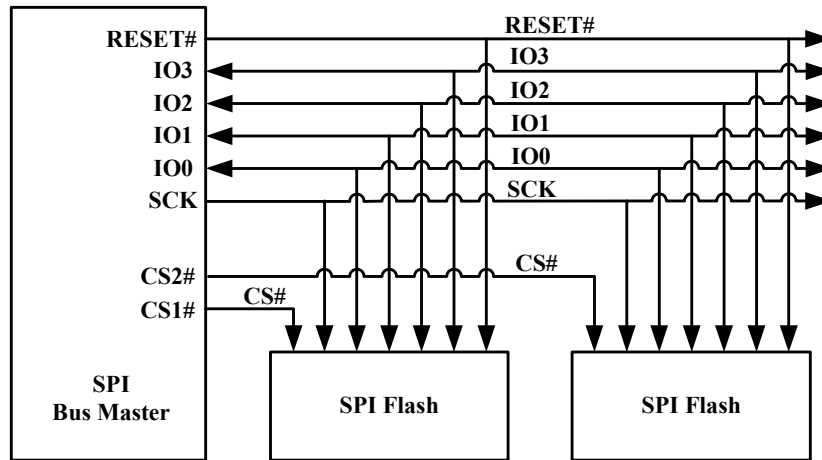 RESET#
RESET#
IO3
IO3
IO2
IO2
IO1
IO1
IO0
IO0
SCK
SCK
CS2#
CS#
CS1#
CS#
SPI
Bus Master
SPI Flash
SPI Flash